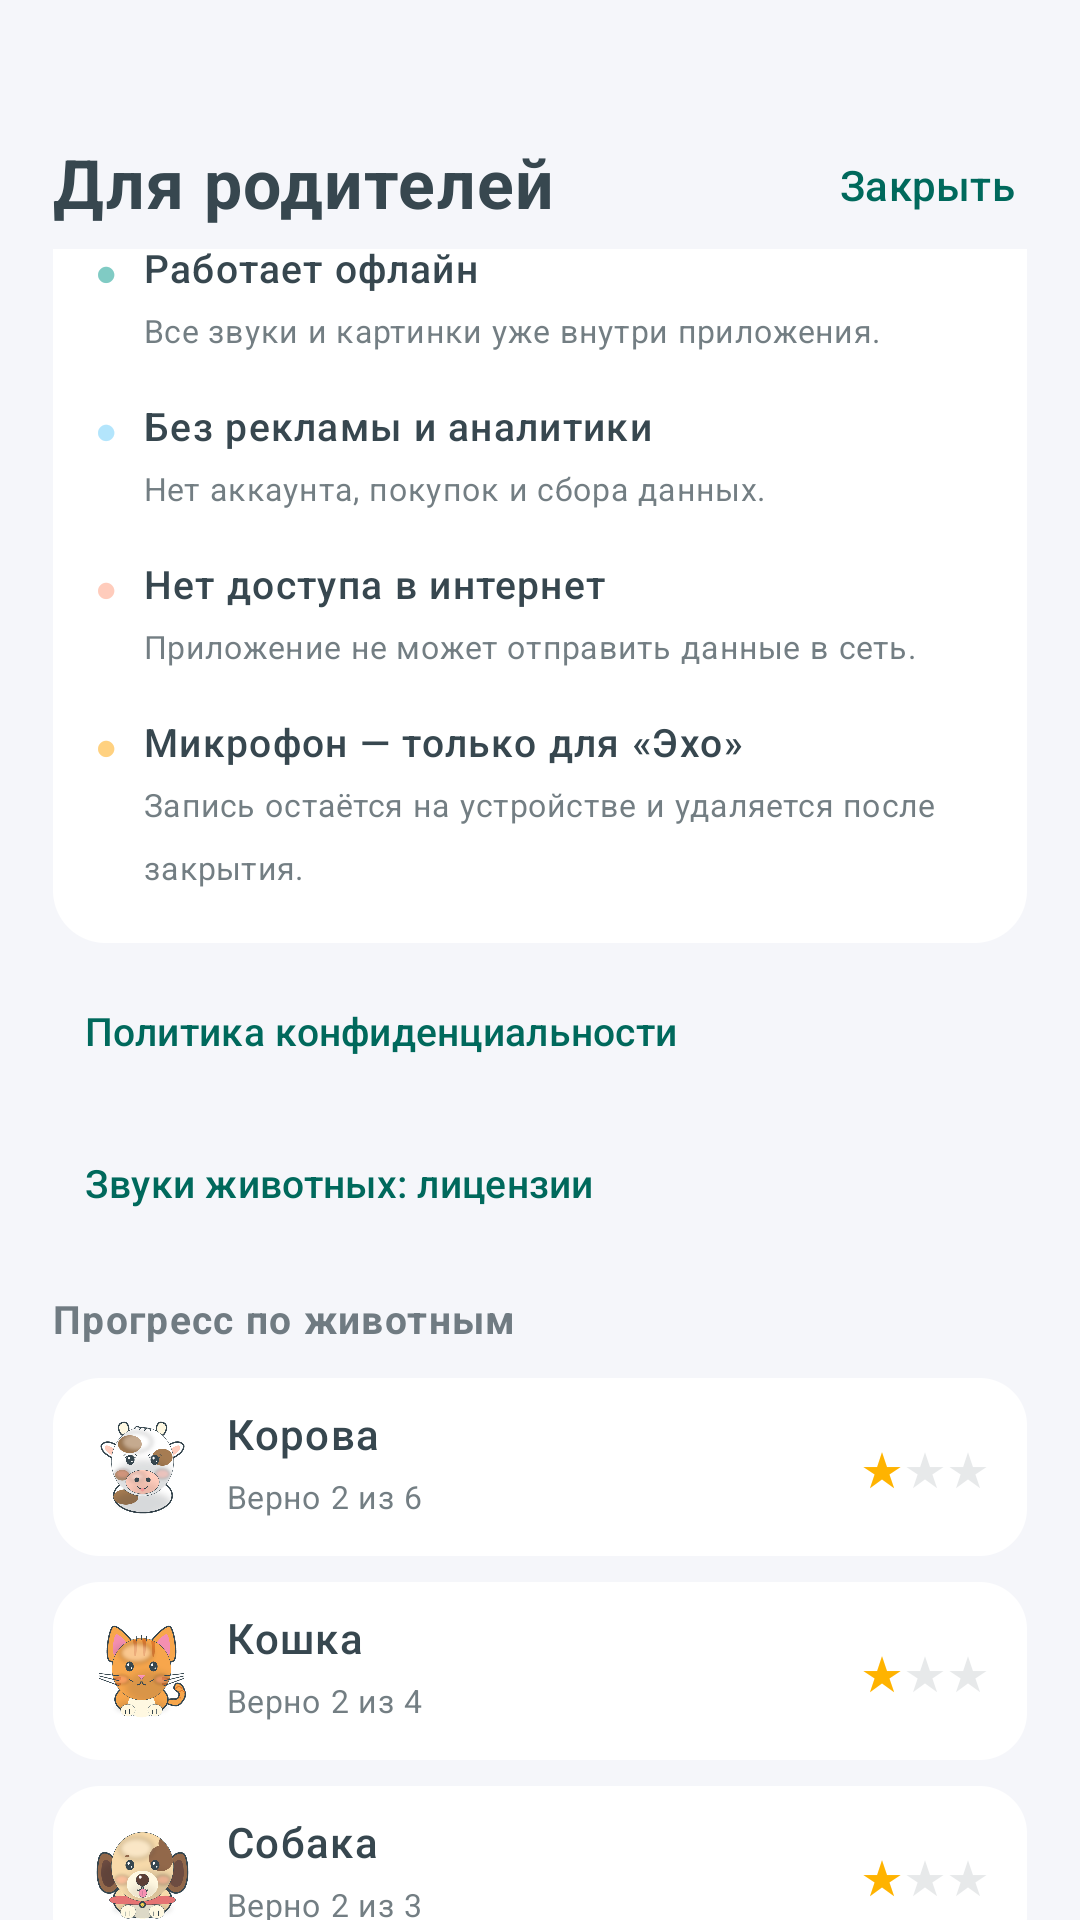 Для родителей
Закрыть
Работает офлайн
Все звуки и картинки уже внутри приложения.
Без рекламы и аналитики
Нет аккаунта, покупок и сбора данных.
Нет доступа в интернет
Приложение не может отправить данные в сеть.
Микрофон — только для «Эхо»
Запись остаётся на устройстве и удаляется после
закрытия.
Политика конфиденциальности
Звуки животных: лицензии
Прогресс по животным
Корова
Верно 2 из 6
Кошка
Верно 2 из 4
Собака
Верно 2 из 3